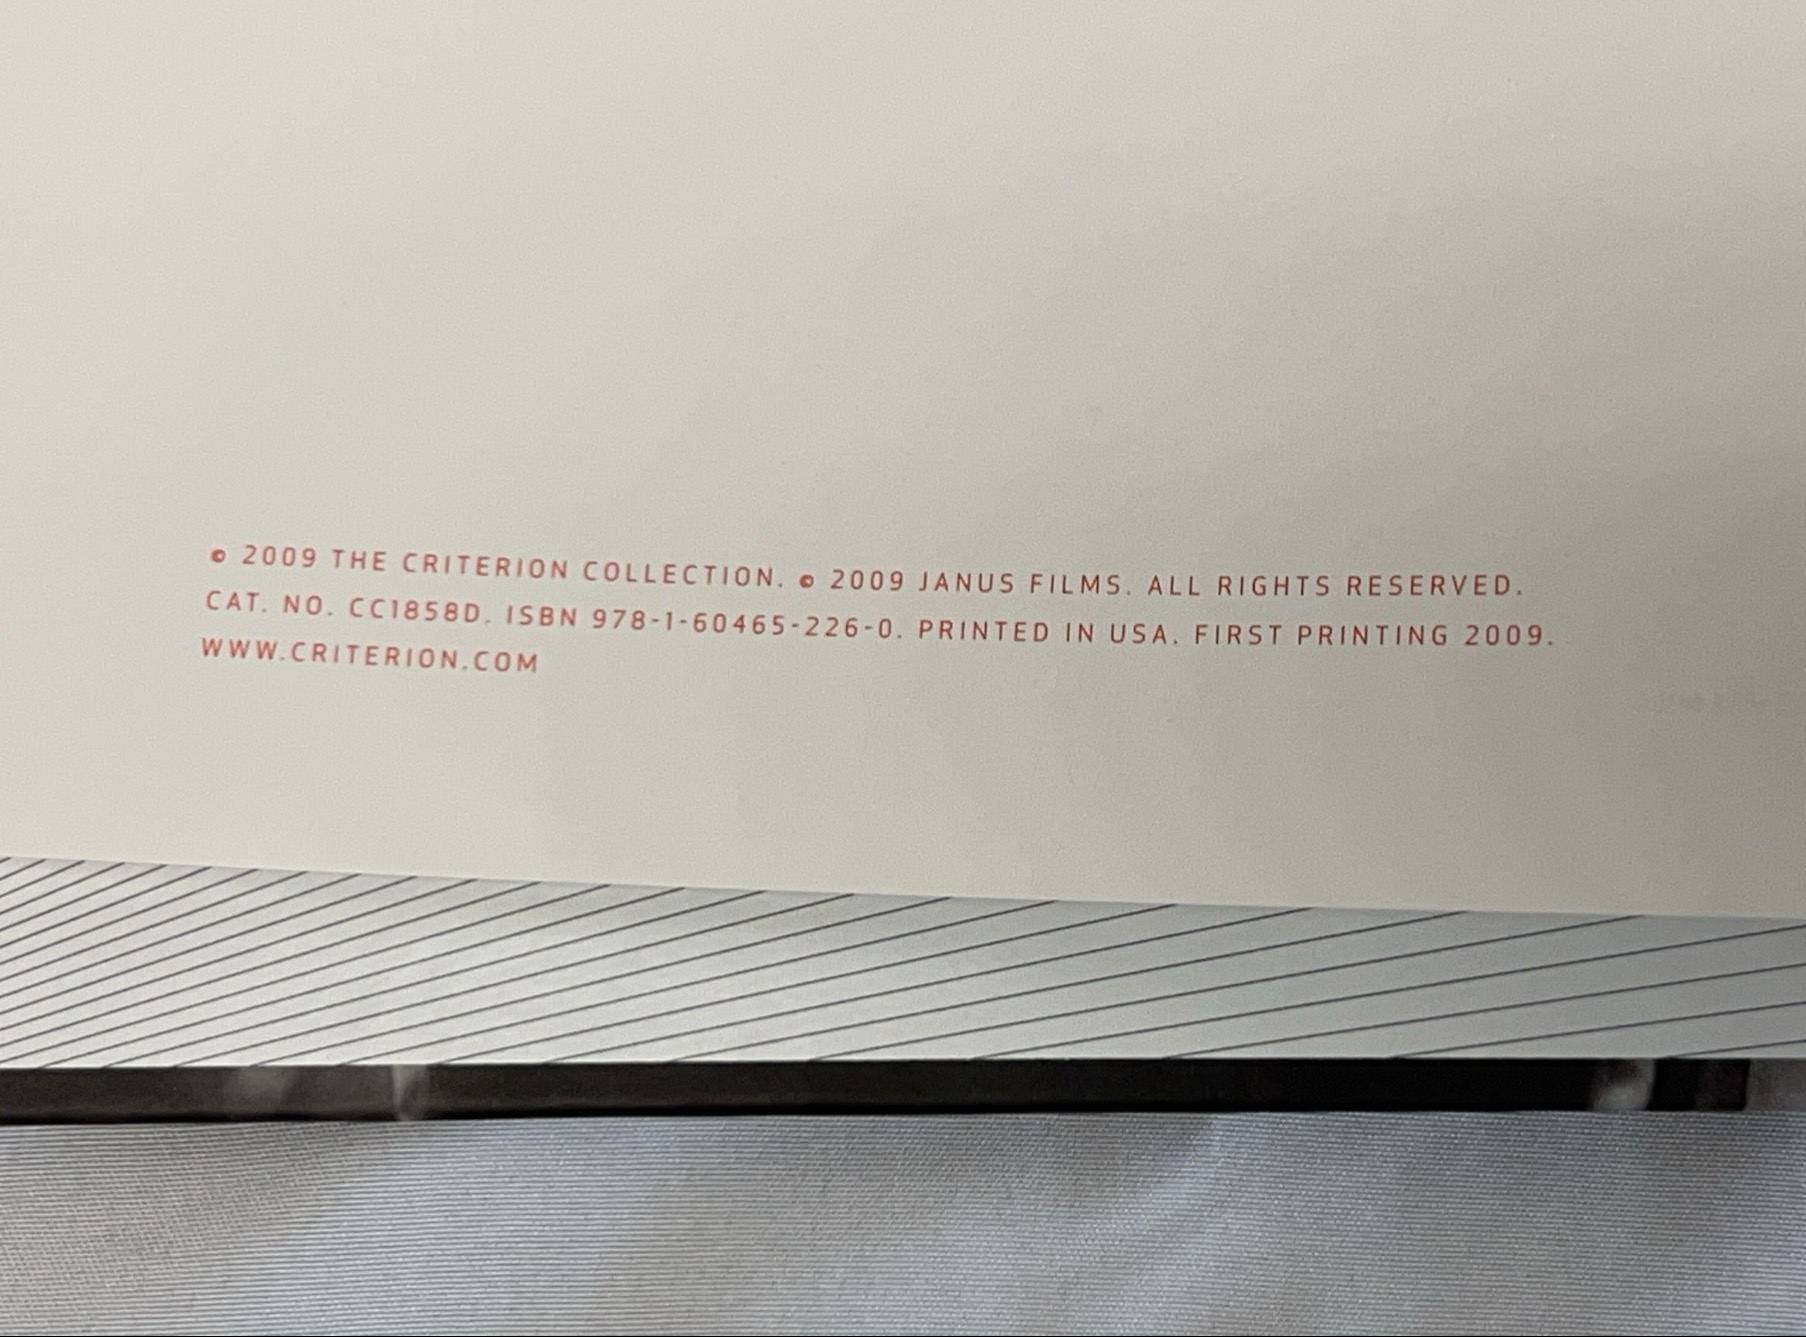 © 2009 THE CRITERION COLLECTION. © 2009 JANUS FILMS. ALL RIGHTS RESERVED.
CAT. NO. CC1858D. ISBN 978-1-60465-226-0. PRINTED IN USA. FIRST PRINTING 2009.
WWW.CRITERION.COM